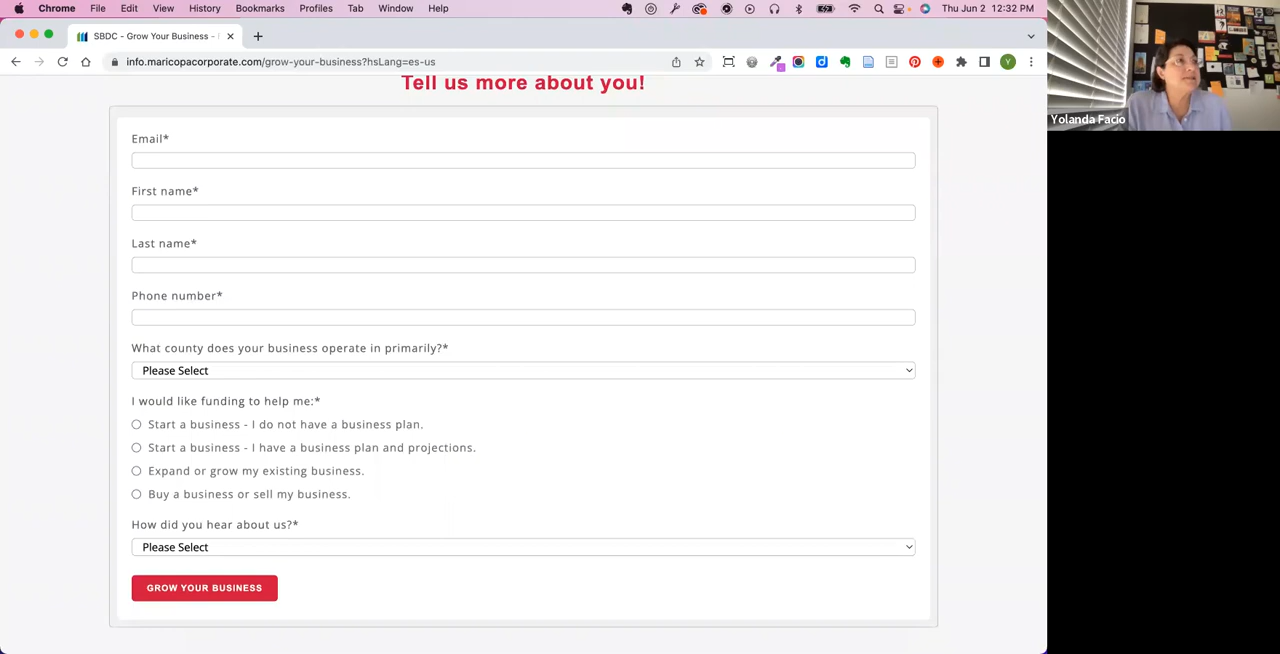 Chrome File Edit View History Bookmarks Profiles Tab Window Help Thu Jun 2 12:32 PM
SBDC - Grow Your Business -
info.maricopacorporate.com/grow-your-business?hsLang=es-us
Y
Tell us more about you!
Yolanda Facio
Email*
First name*
Last name*
Phone number*
What county does your business operate in primarily?*
Please Select
I would like funding to help me:*
Start a business - I do not have a business plan.
Start a business - I have a business plan and projections.
Expand or grow my existing business.
Buy a business or sell my business.
How did you hear about us?*
Please Select
GROW YOUR BUSINESS